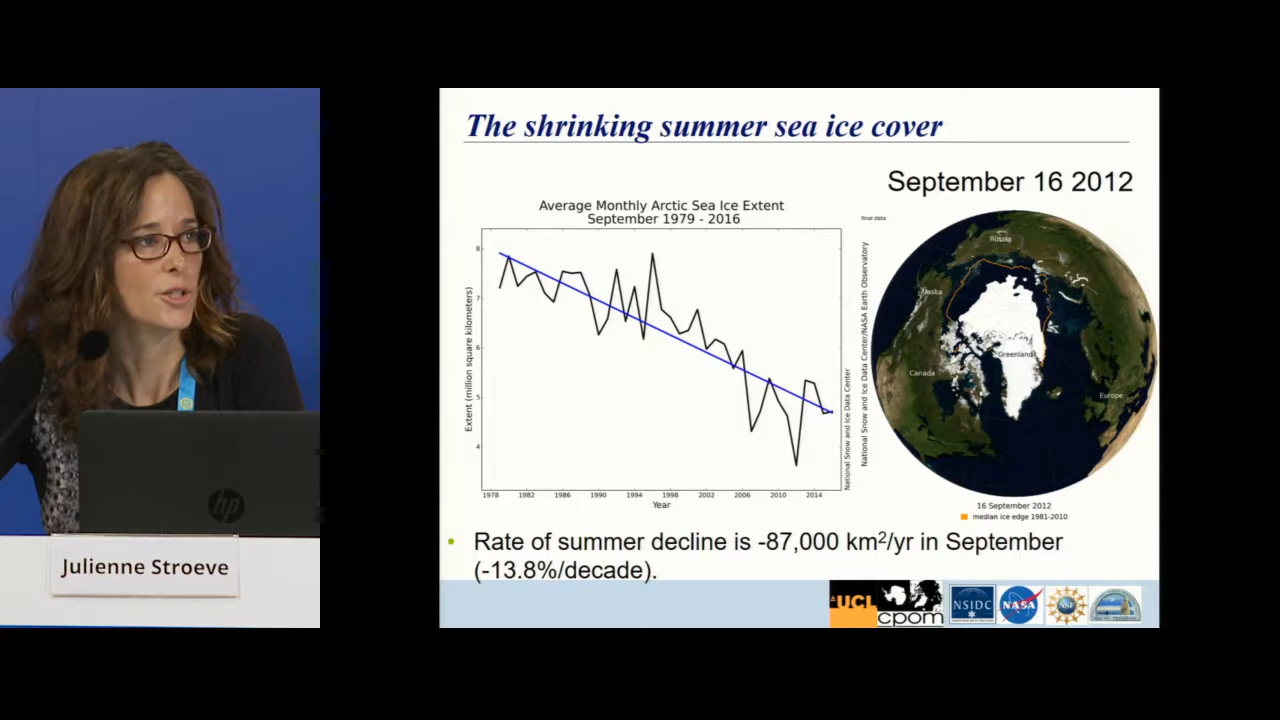 The shrinking summer sea ice cover
September 16 2012
Average Monthly Arctic Sea Ice Extent
September 1979 - 2016
Extent (million square kilometers)
8
7
6
5
4
1978 1982 1986 1990 1994 1998 2002 2006 2010 2014
Year
National Snow and Ice Data Center
final data
National Snow and Ice Data Center/NASA Earth Observatory
Russia
Alaska
Greenland
Canada
Europe
16 September 2012
median ice edge 1981-2010
• Rate of summer decline is -87,000 km²/yr in September
(-13.8%/decade).
UCL
cpom
NSIDC
NASA
NSF
hp
Julienne Stroeve